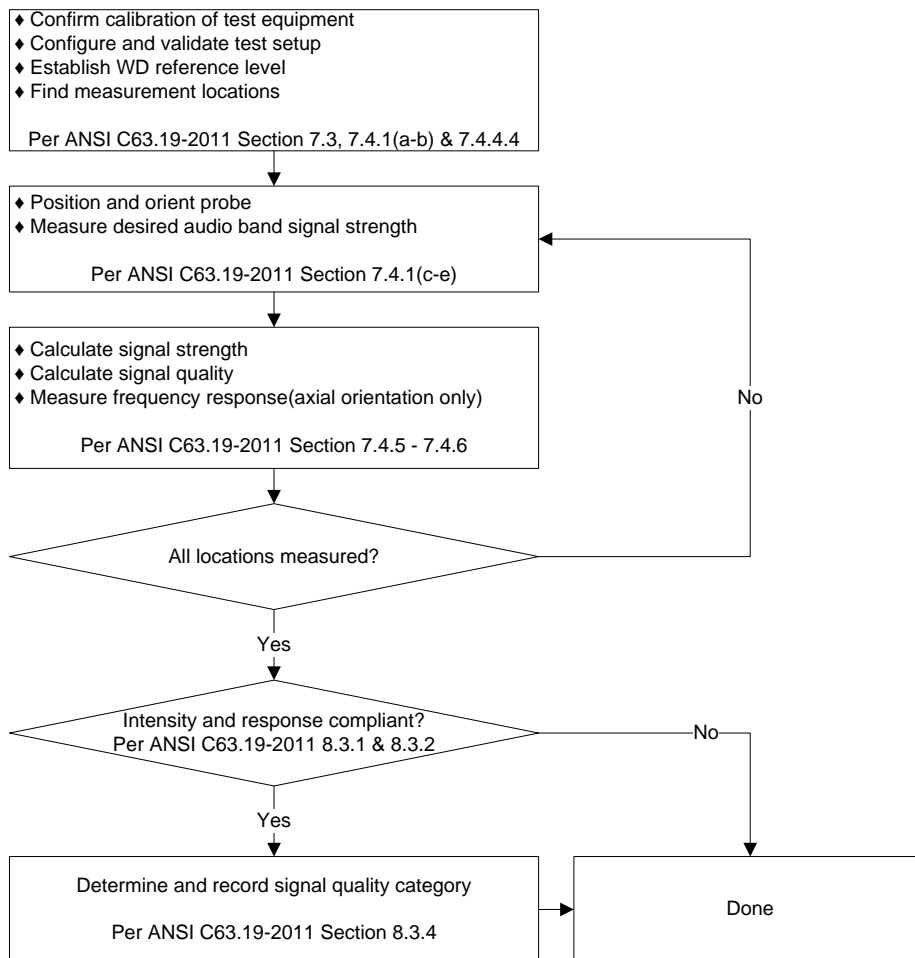 ♦ Confirm calibration of test equipment
♦ Configure and validate test setup
♦ Establish WD reference level
♦ Find measurement locations
Per ANSI C63.19-2011 Section 7.3, 7.4.1(a-b) & 7.4.4.4
♦ Position and orient probe
♦ Measure desired audio band signal strength
Per ANSI C63.19-2011 Section 7.4.1(c-e)
♦ Calculate signal strength
♦ Calculate signal quality
♦ Measure frequency response(axial orientation only)
Per ANSI C63.19-2011 Section 7.4.5 - 7.4.6
No
All locations measured?
Yes
Intensity and response compliant?
Per ANSI C63.19-2011 8.3.1 & 8.3.2
No
Yes
Determine and record signal quality category
Per ANSI C63.19-2011 Section 8.3.4
Done